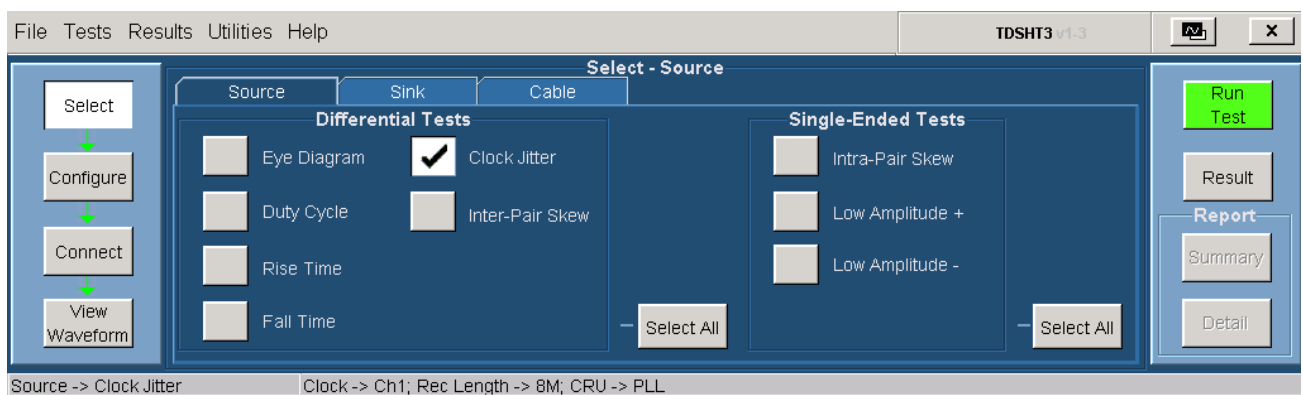 File Tests Results Utilities Help TDSHT3 v1-3 x
Select - Source
Select
Configure
Connect
View
Waveform
Source Sink Cable
Differential Tests
Eye Diagram Clock Jitter
Duty Cycle Inter-Pair Skew
Rise Time
Fall Time
Select All
Single-Ended Tests
Intra-Pair Skew
Low Amplitude +
Low Amplitude -
Select All
Run
Test
Result
Report
Summary
Detail
Source -> Clock Jitter Clock -> Ch1; Rec Length -> 8M; CRU -> PLL